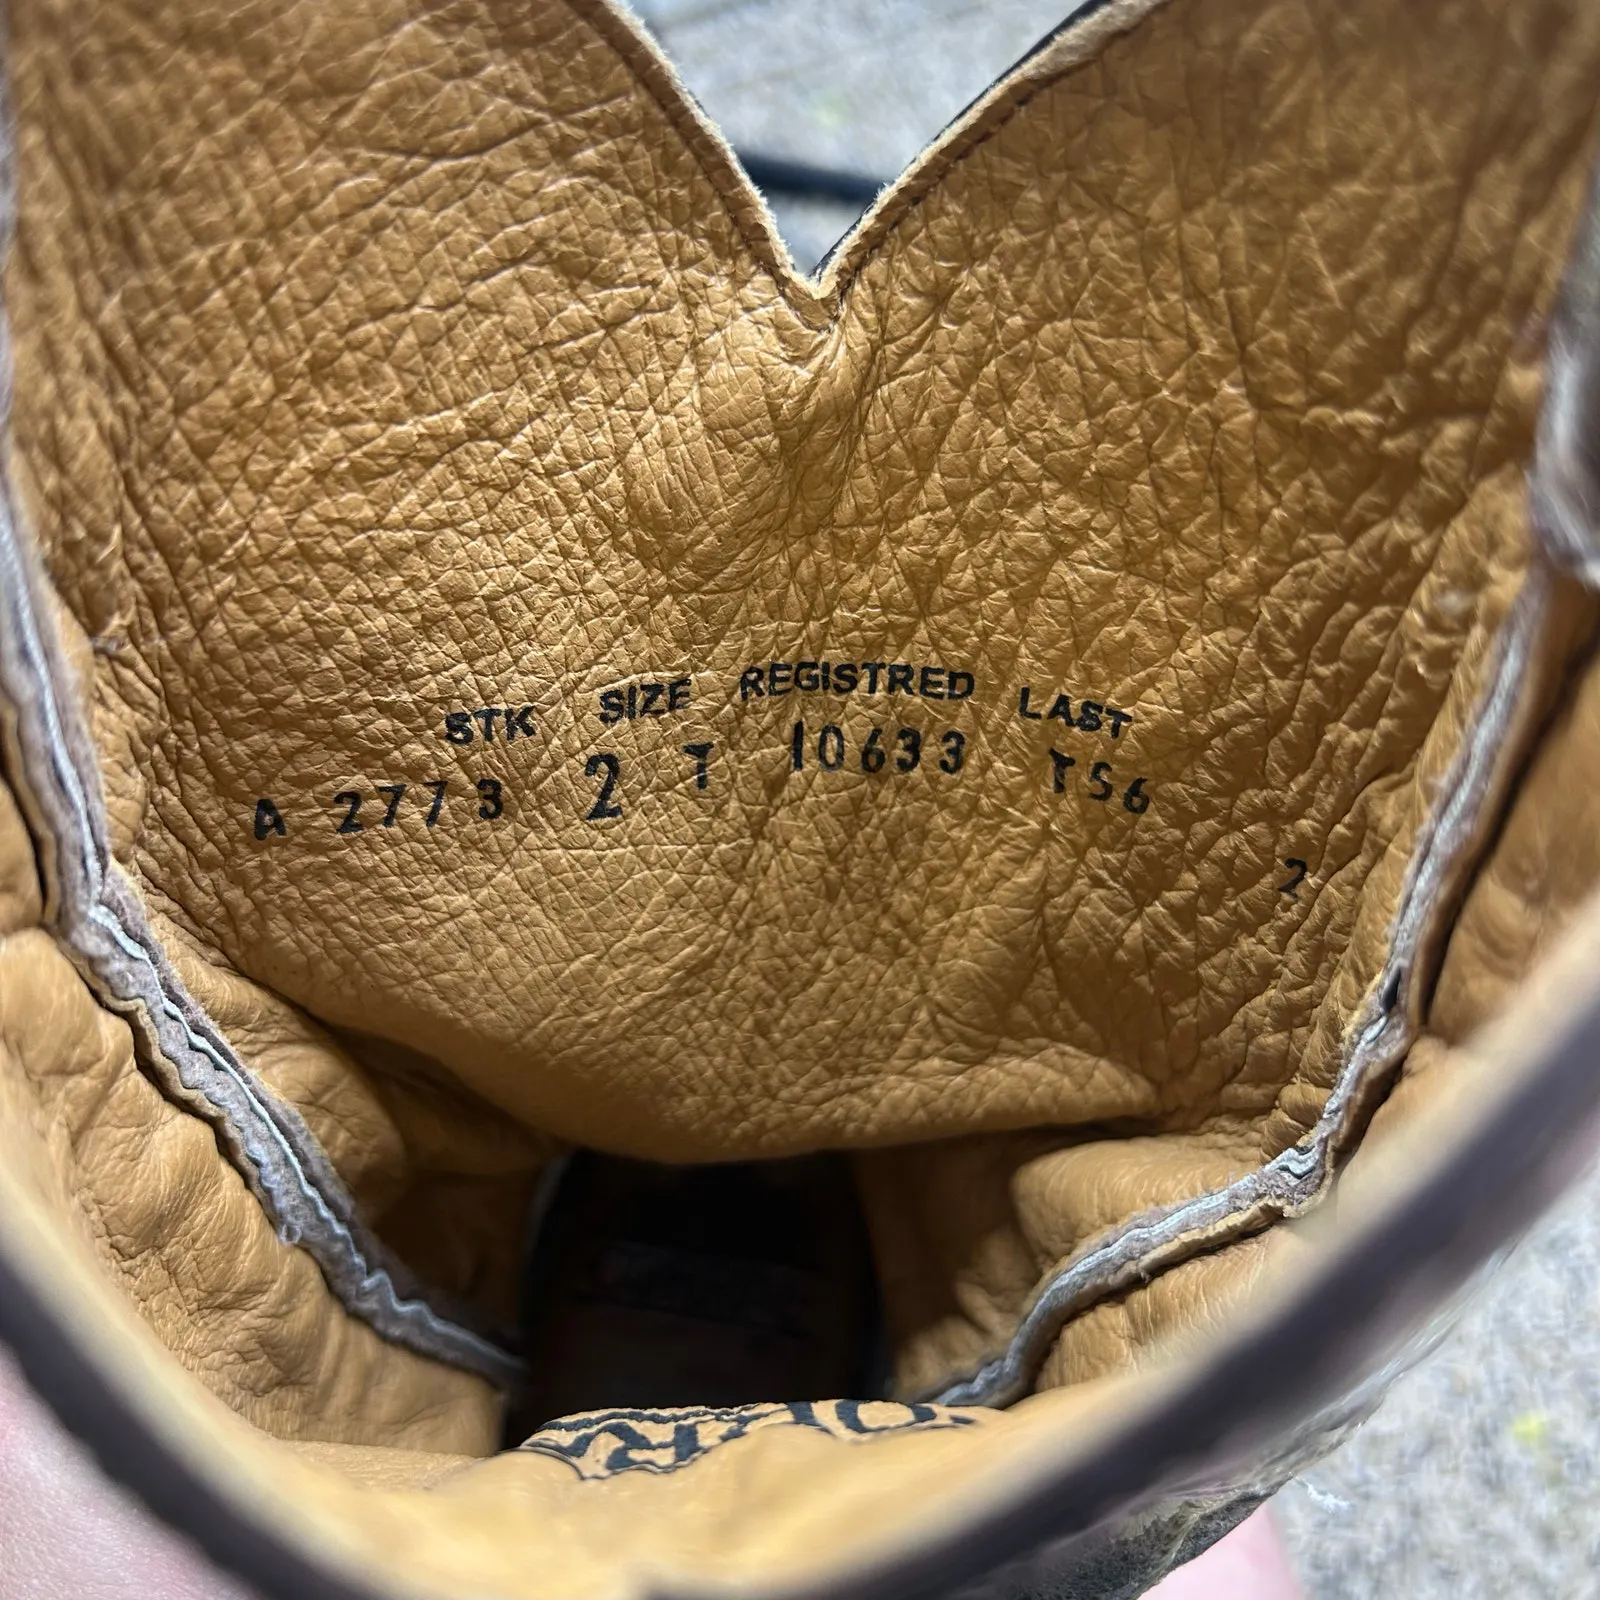 STK SIZE REGISTRED LAST
A 2773 2 T 10633 T56
2